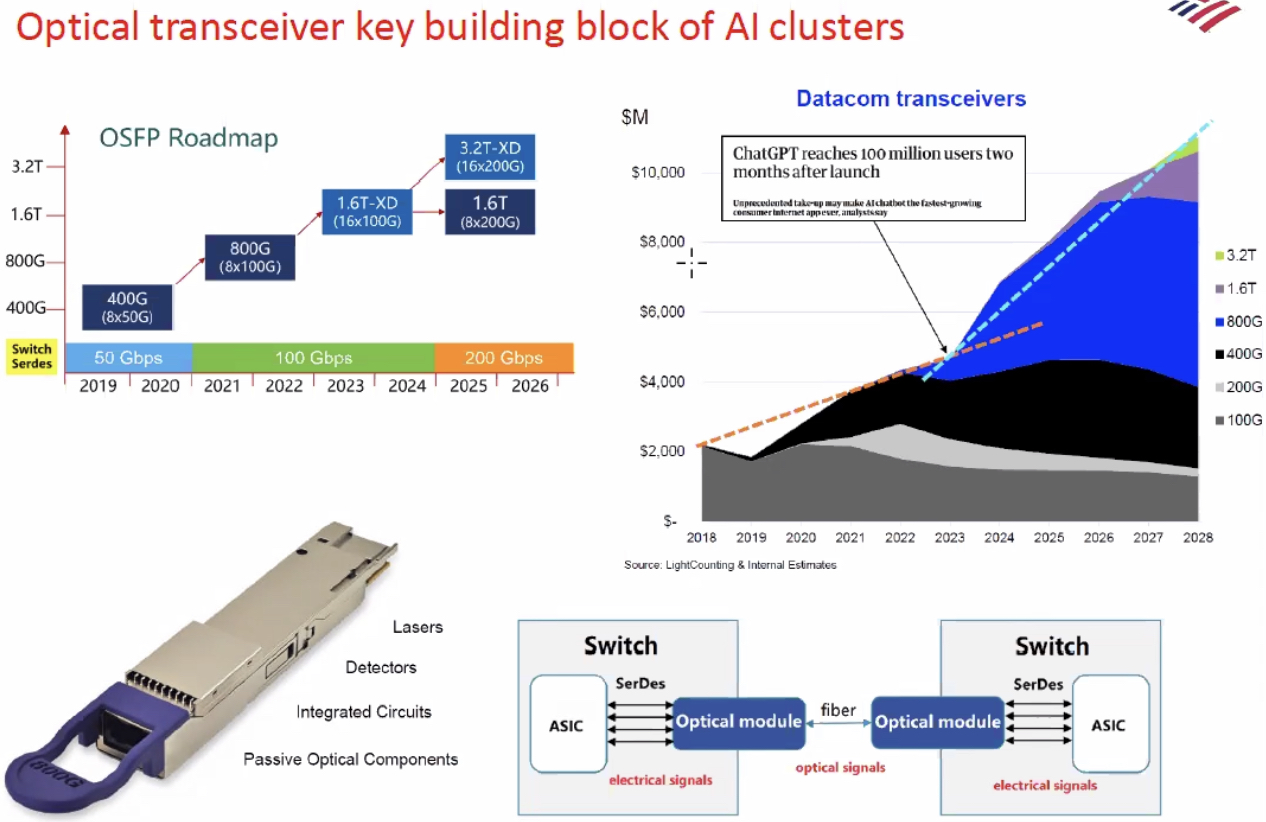 Optical transceiver key building block of AI clusters
OSFP Roadmap
3.2T
1.6T
800G
400G
3.2T-XD
(16x200G)
1.6T-XD
(16x100G)
1.6T
(8x200G)
800G
(8x100G)
400G
(8x50G)
Switch
Serdes
50 Gbps
100 Gbps
200 Gbps
2019 2020 2021 2022 2023 2024 2025 2026
Datacom transceivers
$M
ChatGPT reaches 100 million users two
months after launch
Unprecedented take-up may make AI chatbot the fastest-growing
consumer internet app ever, analysts say
$10,000
$8,000
$6,000
$4,000
$2,000
$-
2018 2019 2020 2021 2022 2023 2024 2025 2026 2027 2028
3.2T
1.6T
800G
400G
200G
100G
Source: LightCounting & Internal Estimates
800G
Lasers
Detectors
Integrated Circuits
Passive Optical Components
Switch
SerDes
ASIC
Optical module
electrical signals
fiber
optical signals
Switch
Optical module
SerDes
ASIC
electrical signals